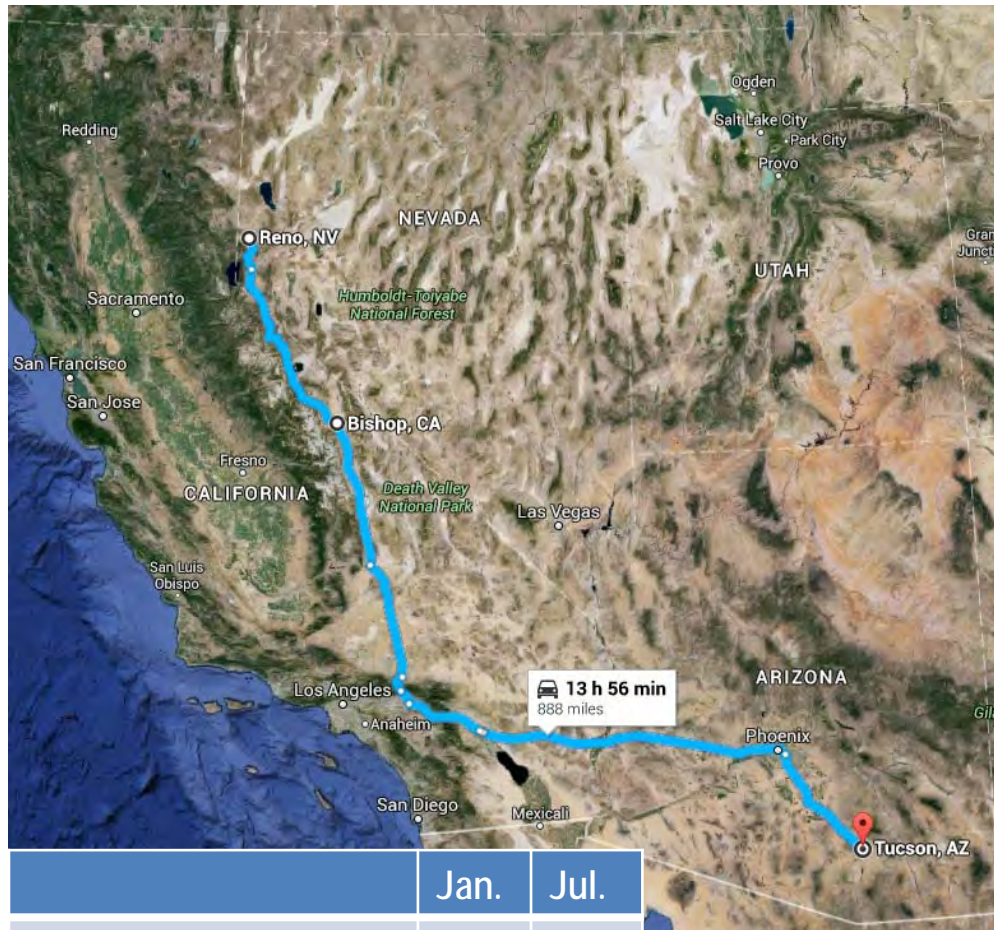 Ogden
Redding
Salt Lake City
Park City
Provo
NEVADA
Reno, NV
Gran
Junct
UTAH
Sacramento
Humboldt-Toiyabe
National Forest
San Francisco
San Jose
Bishop, CA
Fresno
CALIFORNIA
Death Valley
National Park
Las Vegas
San Luis
Obispo
ARIZONA
13 h 56 min
888 miles
Los Angeles
Anaheim
Gil
Phoenix
San Diego
Mexicali
Tucson, AZ
Jan. Jul.